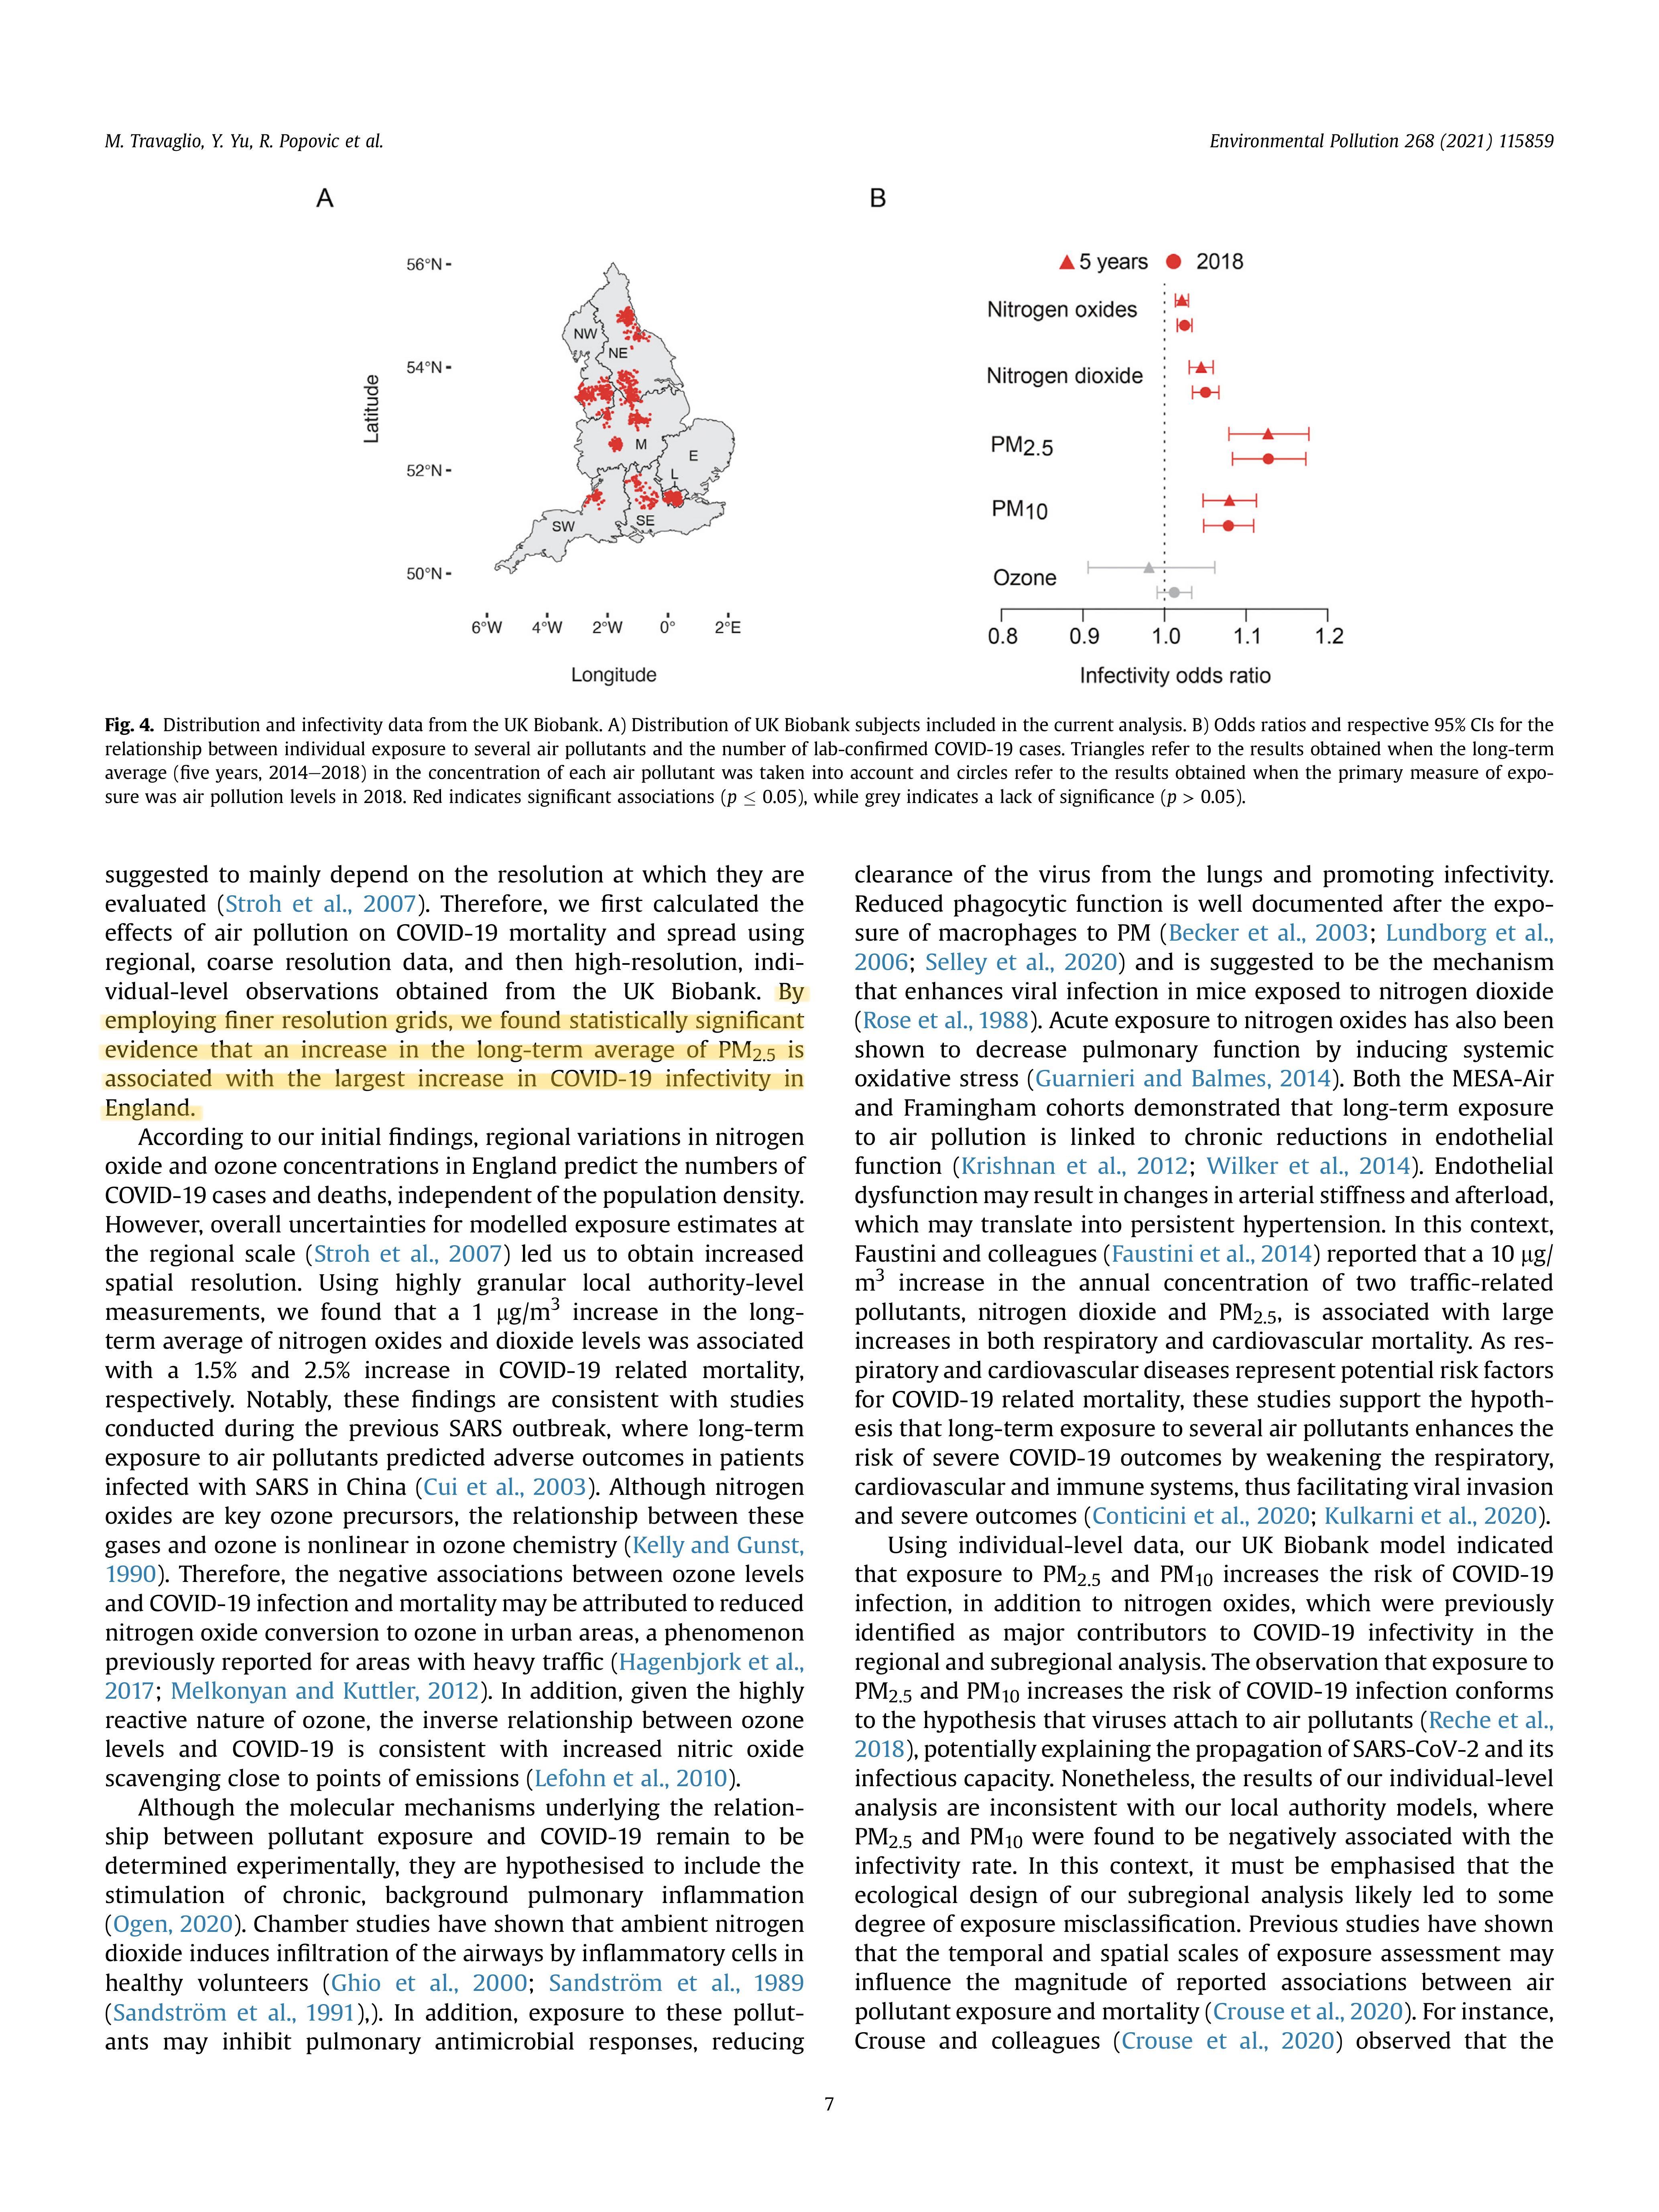 M. Travaglio, Y. Yu, R. Popovic et al.
Environmental Pollution 268 (2021) 115859
A
56°N
54°N
52°N
50°N
Latitude
NW
NE
M
E
L
SW
SE
6°W 4°W 2°W 0° 2°E
Longitude
B
5 years 2018
Nitrogen oxides
Nitrogen dioxide
PM2.5
PM10
Ozone
0.8 0.9 1.0 1.1 1.2
Infectivity odds ratio
Fig. 4. Distribution and infectivity data from the UK Biobank. A) Distribution of UK Biobank subjects included in the current analysis. B) Odds ratios and respective 95% CIs for the
relationship between individual exposure to several air pollutants and the number of lab-confirmed COVID-19 cases. Triangles refer to the results obtained when the long-term
average (five years, 2014–2018) in the concentration of each air pollutant was taken into account and circles refer to the results obtained when the primary measure of expo-
sure was air pollution levels in 2018. Red indicates significant associations (p ≤ 0.05), while grey indicates a lack of significance (p > 0.05).
suggested to mainly depend on the resolution at which they are
evaluated (Stroh et al., 2007). Therefore, we first calculated the
effects of air pollution on COVID-19 mortality and spread using
regional, coarse resolution data, and then high-resolution, indi-
vidual-level observations obtained from the UK Biobank. By
employing finer resolution grids, we found statistically significant
evidence that an increase in the long-term average of PM2.5 is
associated with the largest increase in COVID-19 infectivity in
England.
According to our initial findings, regional variations in nitrogen
oxide and ozone concentrations in England predict the numbers of
COVID-19 cases and deaths, independent of the population density.
However, overall uncertainties for modelled exposure estimates at
the regional scale (Stroh et al., 2007) led us to obtain increased
spatial resolution. Using highly granular local authority-level
measurements, we found that a 1 μg/m³ increase in the long-
term average of nitrogen oxides and dioxide levels was associated
with a 1.5% and 2.5% increase in COVID-19 related mortality,
respectively. Notably, these findings are consistent with studies
conducted during the previous SARS outbreak, where long-term
exposure to air pollutants predicted adverse outcomes in patients
infected with SARS in China (Cui et al., 2003). Although nitrogen
oxides are key ozone precursors, the relationship between these
gases and ozone is nonlinear in ozone chemistry (Kelly and Gunst,
1990). Therefore, the negative associations between ozone levels
and COVID-19 infection and mortality may be attributed to reduced
nitrogen oxide conversion to ozone in urban areas, a phenomenon
previously reported for areas with heavy traffic (Hagenbjork et al.,
2017; Melkonyan and Kuttler, 2012). In addition, given the highly
reactive nature of ozone, the inverse relationship between ozone
levels and COVID-19 is consistent with increased nitric oxide
scavenging close to points of emissions (Lefohn et al., 2010).
Although the molecular mechanisms underlying the relation-
ship between pollutant exposure and COVID-19 remain to be
determined experimentally, they are hypothesised to include the
stimulation of chronic, background pulmonary inflammation
(Ogen, 2020). Chamber studies have shown that ambient nitrogen
dioxide induces infiltration of the airways by inflammatory cells in
healthy volunteers (Ghio et al., 2000; Sandström et al., 1989
(Sandström et al., 1991),). In addition, exposure to these pollut-
ants may inhibit pulmonary antimicrobial responses, reducing
clearance of the virus from the lungs and promoting infectivity.
Reduced phagocytic function is well documented after the expo-
sure of macrophages to PM (Becker et al., 2003; Lundborg et al.,
2006; Selley et al., 2020) and is suggested to be the mechanism
that enhances viral infection in mice exposed to nitrogen dioxide
(Rose et al., 1988). Acute exposure to nitrogen oxides has also been
shown to decrease pulmonary function by inducing systemic
oxidative stress (Guarnieri and Balmes, 2014). Both the MESA-Air
and Framingham cohorts demonstrated that long-term exposure
to air pollution is linked to chronic reductions in endothelial
function (Krishnan et al., 2012; Wilker et al., 2014). Endothelial
dysfunction may result in changes in arterial stiffness and afterload,
which may translate into persistent hypertension. In this context,
Faustini and colleagues (Faustini et al., 2014) reported that a 10 μg/
m³ increase in the annual concentration of two traffic-related
pollutants, nitrogen dioxide and PM2.5, is associated with large
increases in both respiratory and cardiovascular mortality. As res-
piratory and cardiovascular diseases represent potential risk factors
for COVID-19 related mortality, these studies support the hypoth-
esis that long-term exposure to several air pollutants enhances the
risk of severe COVID-19 outcomes by weakening the respiratory,
cardiovascular and immune systems, thus facilitating viral invasion
and severe outcomes (Conticini et al., 2020; Kulkarni et al., 2020).
Using individual-level data, our UK Biobank model indicated
that exposure to PM2.5 and PM10 increases the risk of COVID-19
infection, in addition to nitrogen oxides, which were previously
identified as major contributors to COVID-19 infectivity in the
regional and subregional analysis. The observation that exposure to
PM2.5 and PM10 increases the risk of COVID-19 infection conforms
to the hypothesis that viruses attach to air pollutants (Reche et al.,
2018), potentially explaining the propagation of SARS-CoV-2 and its
infectious capacity. Nonetheless, the results of our individual-level
analysis are inconsistent with our local authority models, where
PM2.5 and PM10 were found to be negatively associated with the
infectivity rate. In this context, it must be emphasised that the
ecological design of our subregional analysis likely led to some
degree of exposure misclassification. Previous studies have shown
that the temporal and spatial scales of exposure assessment may
influence the magnitude of reported associations between air
pollutant exposure and mortality (Crouse et al., 2020). For instance,
Crouse and colleagues (Crouse et al., 2020) observed that the
7